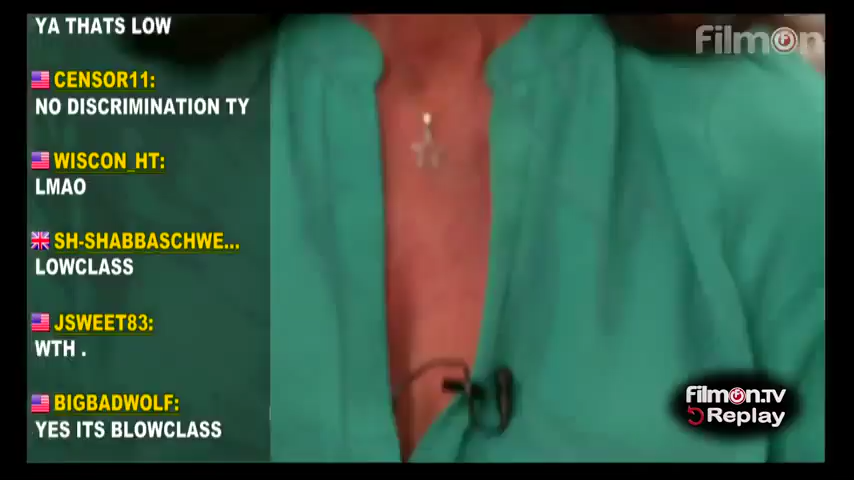 YA THATS LOW
CENSOR11:
NO DISCRIMINATION TY
WISCON_HT:
LMAO
SH-SHABBASCHWE...
LOWCLASS
JSWEET83:
WTH .
BIGBADWOLF:
YES ITS BLOWCLASS
FilmOn
FilmOn.TV
Replay